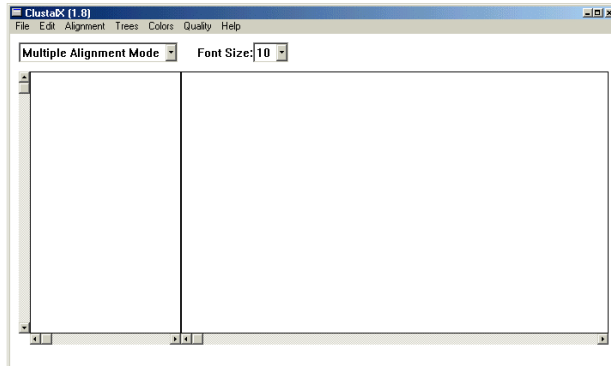 ClustalX (1.8)
File Edit Alignment Trees Colors Quality Help
Multiple Alignment Mode Font Size: 10